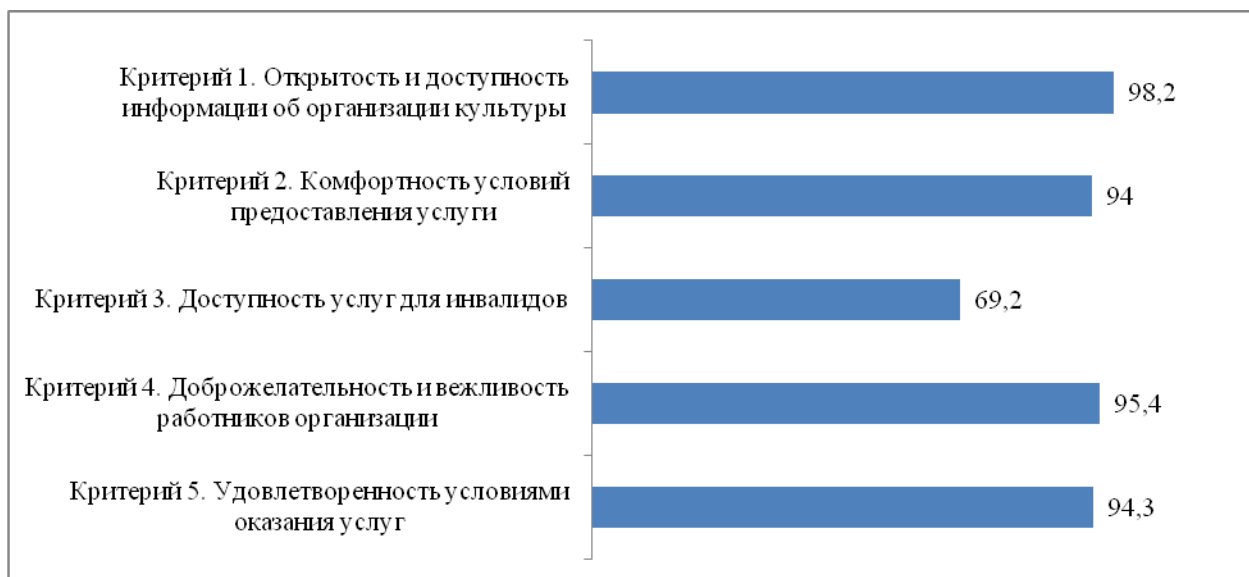 Критерий 1. Открытость и доступность
информации об организации культуры
98,2
Критерий 2. Комфортность условий
предоставления услуги
94
Критерий 3. Доступность услуг для инвалидов
69,2
Критерий 4. Доброжелательность и вежливость
работников организации
95,4
Критерий 5. Удовлетворенность условиями
оказания услуг
94,3